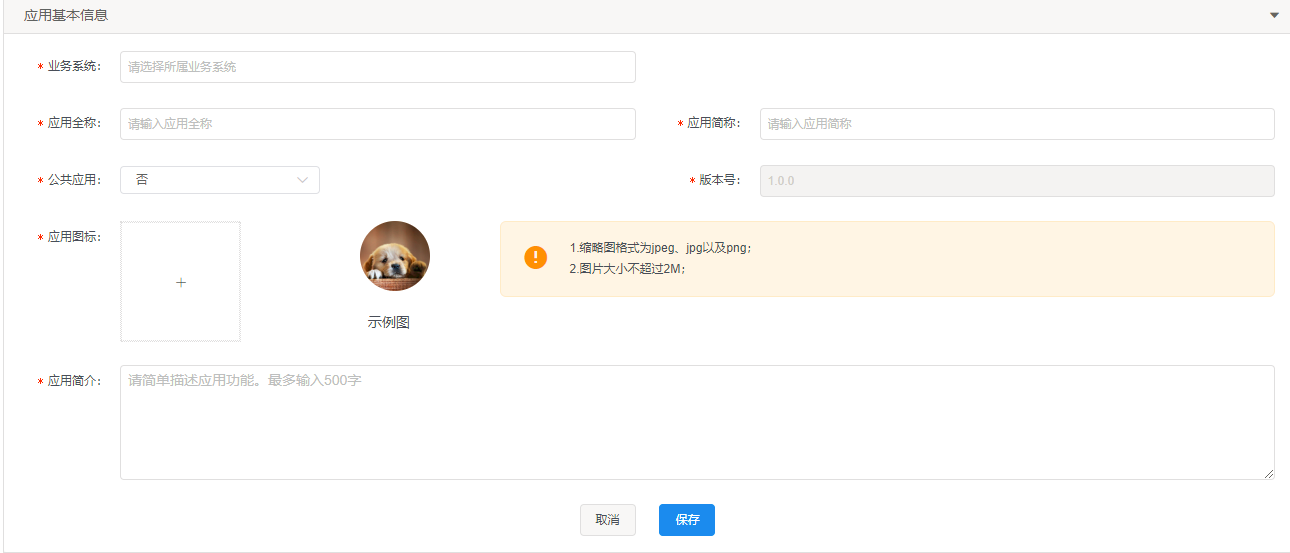 应用基本信息
* 业务系统： 请选择所属业务系统
* 应用全称： 请输入应用全称 * 应用简称： 请输入应用简称
* 公共应用： 否 * 版本号： 1.0.0
* 应用图标： +
1.缩略图格式为jpeg、jpg以及png；
2.图片大小不超过2M；
示例图
* 应用简介： 请简单描述应用功能。最多输入500字
取消 保存